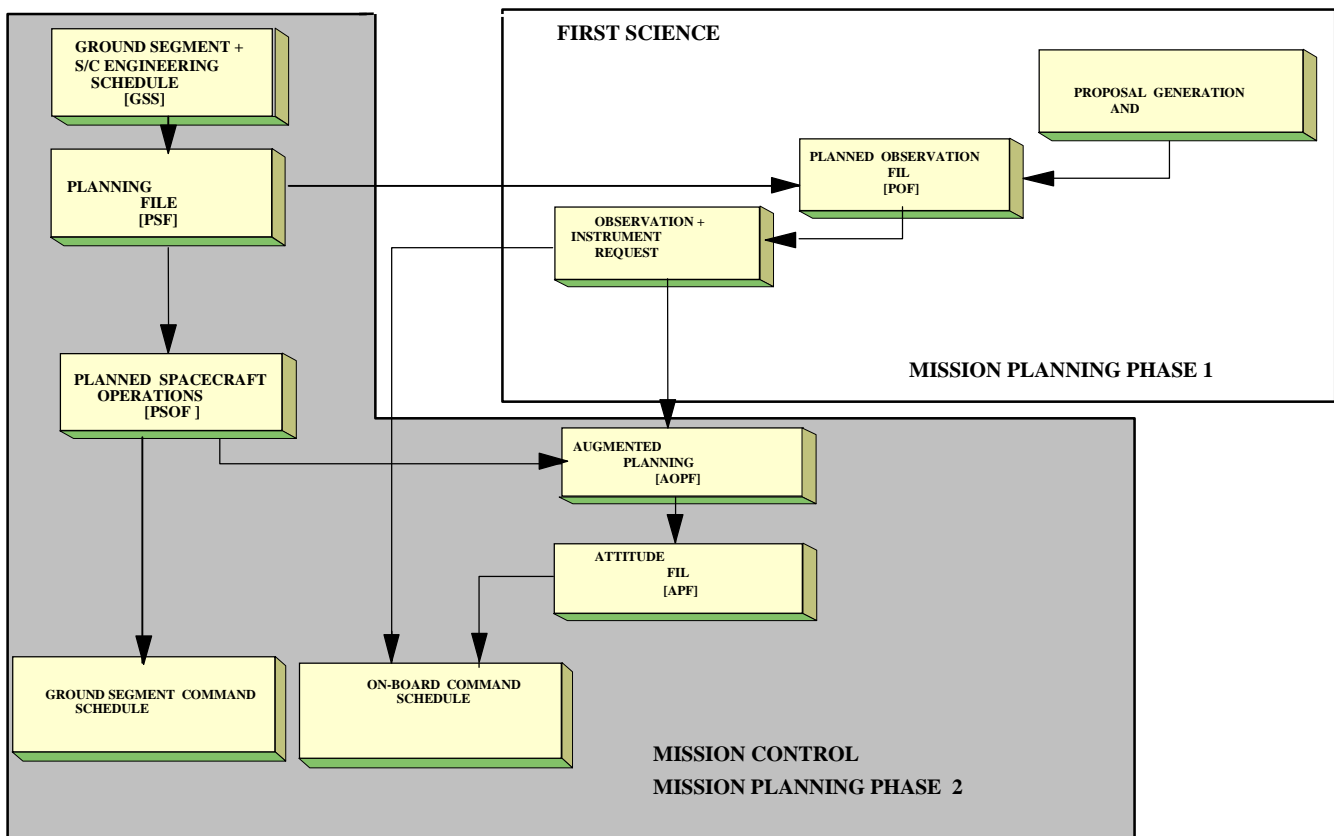 GROUND SEGMENT +
S/C ENGINEERING
SCHEDULE
[GSS]
PLANNING
FILE
[PSF]
PLANNED SPACECRAFT
OPERATIONS
[PSOF ]
GROUND SEGMENT COMMAND
SCHEDULE
FIRST SCIENCE
PROPOSAL GENERATION
AND
PLANNED OBSERVATION
FIL
[POF]
OBSERVATION +
INSTRUMENT
REQUEST
MISSION PLANNING PHASE 1
AUGMENTED
PLANNING
[AOPF]
ATTITUDE
FIL
[APF]
ON-BOARD COMMAND
SCHEDULE
MISSION CONTROL
MISSION PLANNING PHASE 2